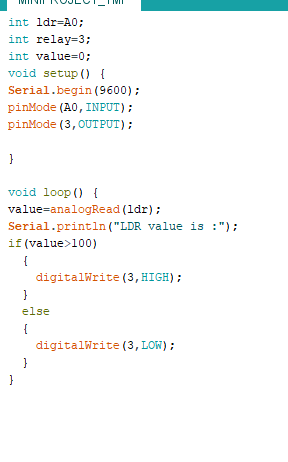 MINIPROJECT_TMP
int ldr=A0;
int relay=3;
int value=0;
void setup() {
Serial.begin(9600);
pinMode(A0,INPUT);
pinMode(3,OUTPUT);
}
void loop() {
value=analogRead(ldr);
Serial.println("LDR value is :");
if(value>100)
{
digitalWrite(3,HIGH);
}
else
{
digitalWrite(3,LOW);
}
}